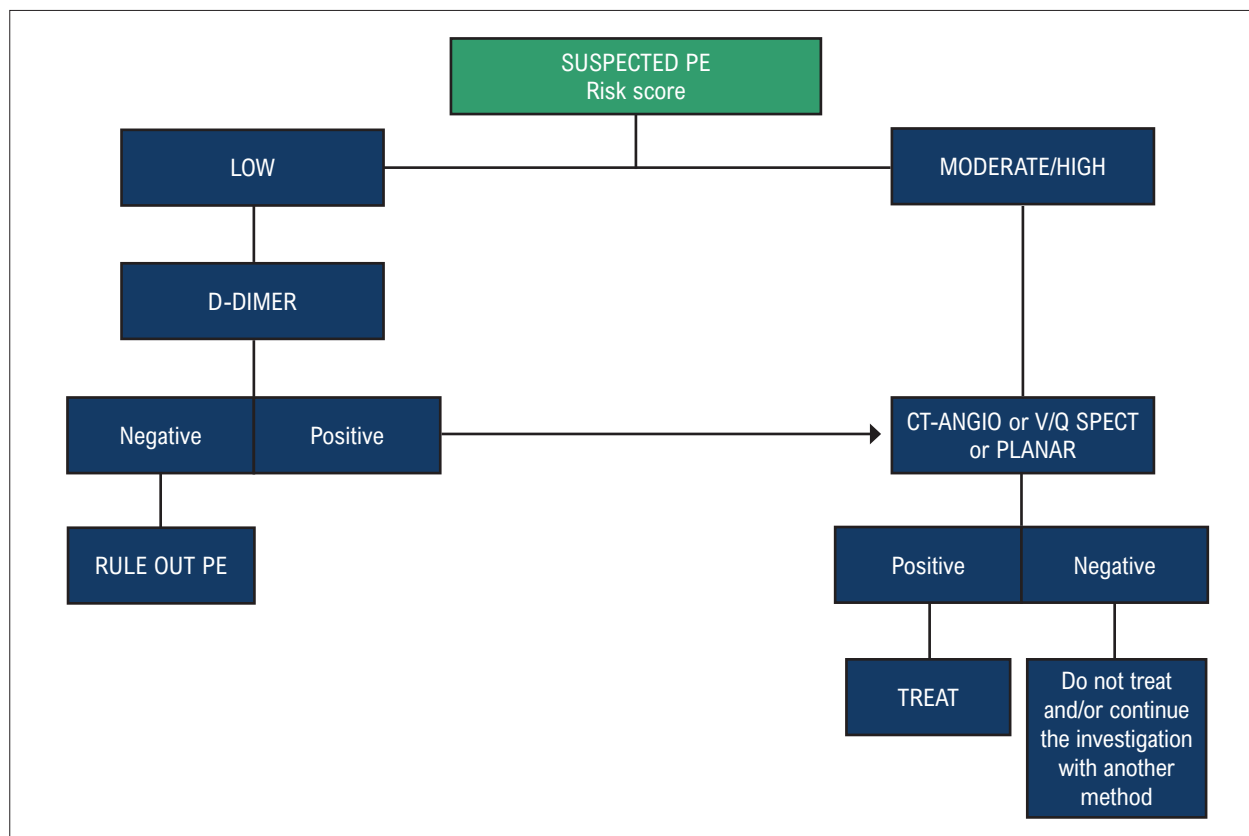 SUSPECTED PE
Risk score
LOW
MODERATE/HIGH
D-DIMER
Negative
Positive
CT-ANGIO or V/Q SPECT
or PLANAR
RULE OUT PE
Positive
Negative
TREAT
Do not treat
and/or continue
the investigation
with another
method